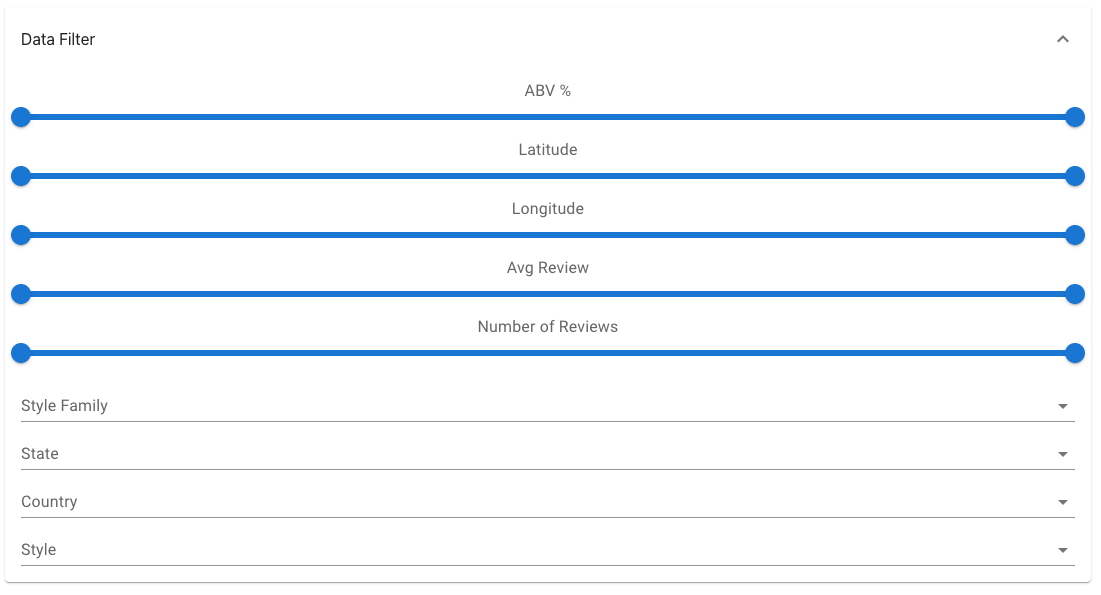 Data Filter
ABV %
Latitude
Longitude
Avg Review
Number of Reviews
Style Family
State
Country
Style